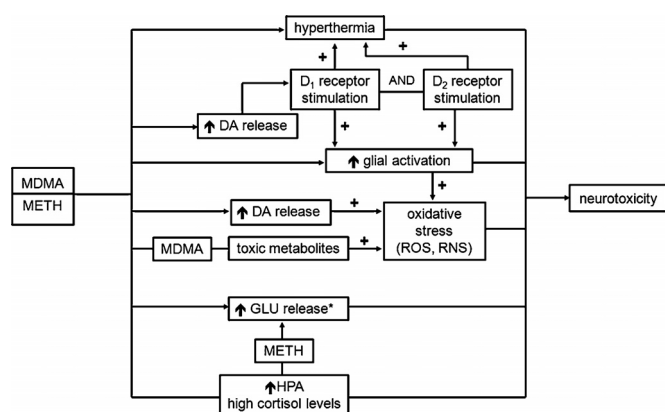 hyperthermia
+
+
D₁ receptor
stimulation
AND
D₂ receptor
stimulation
↑ DA release
+
+
↑ glial activation
MDMA
METH
+
neurotoxicity
↑ DA release
+
oxidative
stress
(ROS, RNS)
MDMA
toxic metabolites
+
↑ GLU release*
METH
↑HPA
high cortisol levels